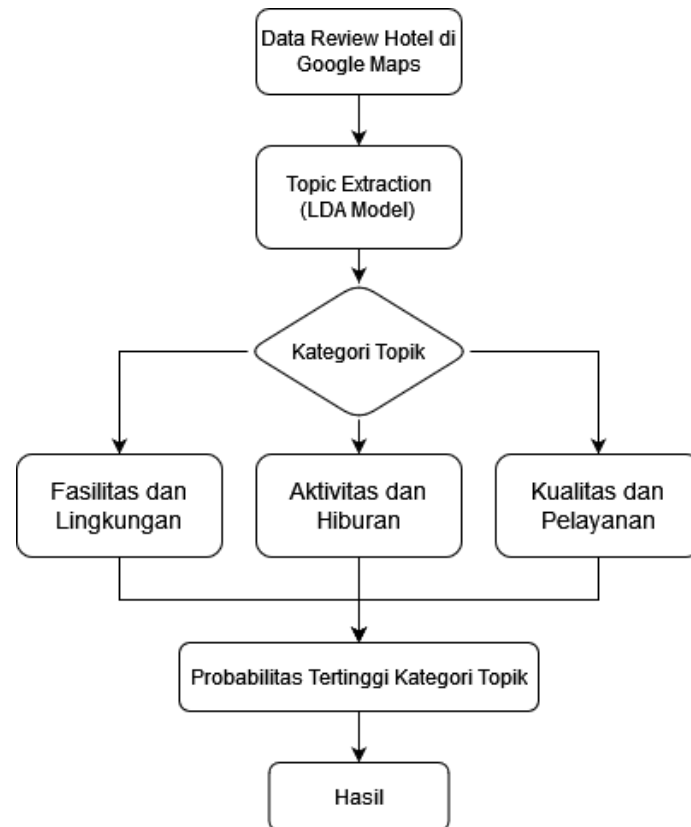 Data Review Hotel di
Google Maps
Topic Extraction
(LDA Model)
Kategori Topik
Fasilitas dan
Lingkungan
Aktivitas dan
Hiburan
Kualitas dan
Pelayanan
Probabilitas Tertinggi Kategori Topik
Hasil